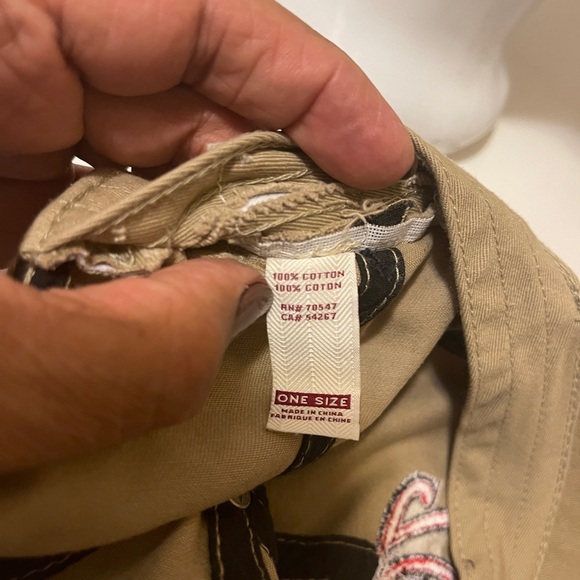 100% COTTON
100% COTON
RN# 70547
CA# 54267
ONE SIZE
MADE IN CHINA
FABRIQUE EN CHINE